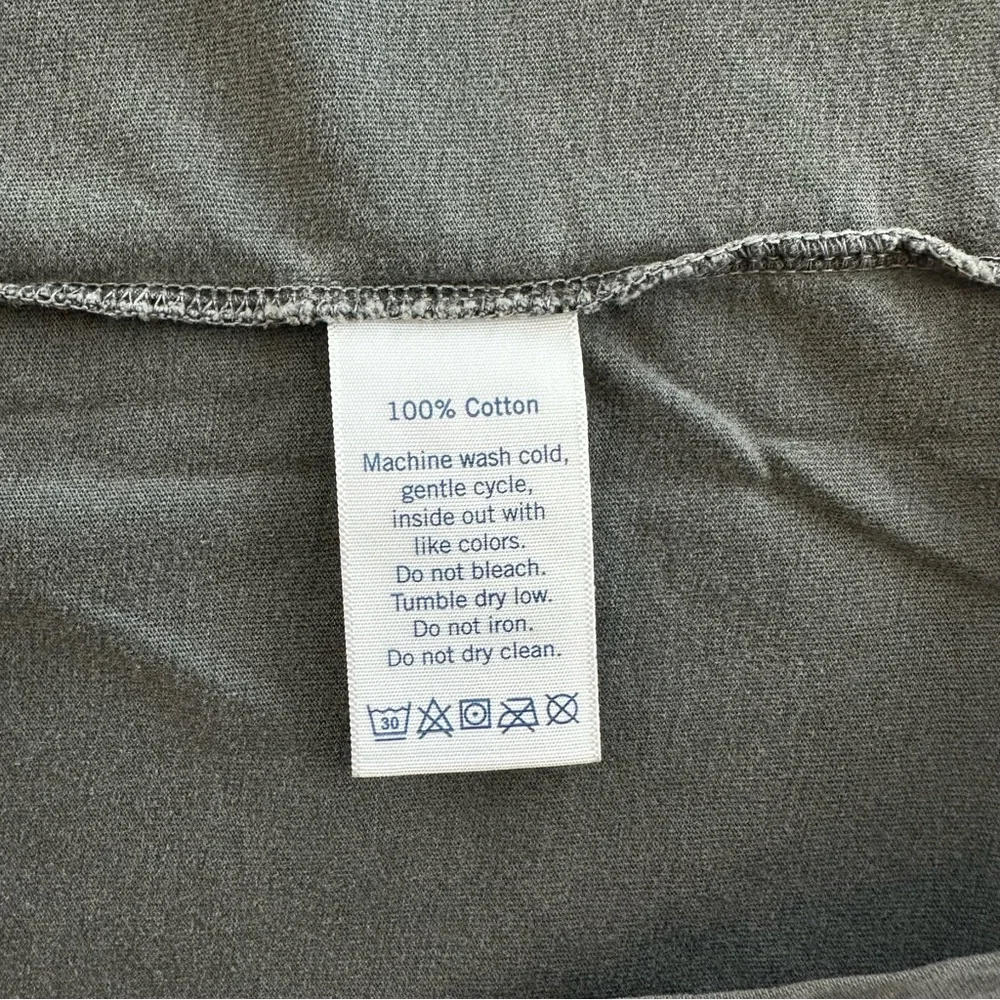 100% Cotton
Machine wash cold,
gentle cycle,
inside out with
like colors.
Do not bleach.
Tumble dry low.
Do not iron.
Do not dry clean.
30